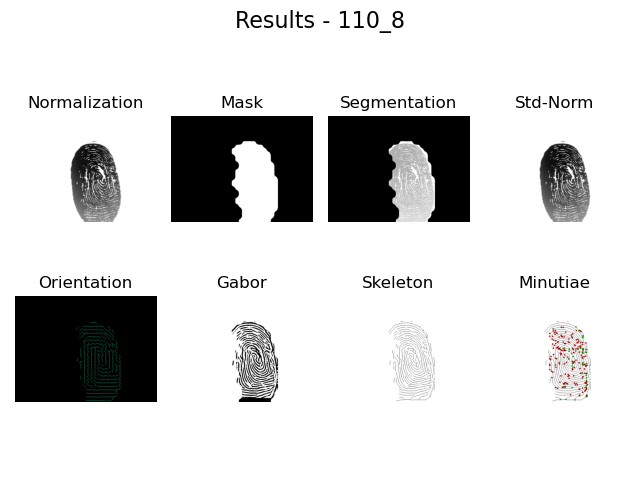 Results - 110_8
Normalization
Mask
Segmentation
Std-Norm
Orientation
Gabor
Skeleton
Minutiae